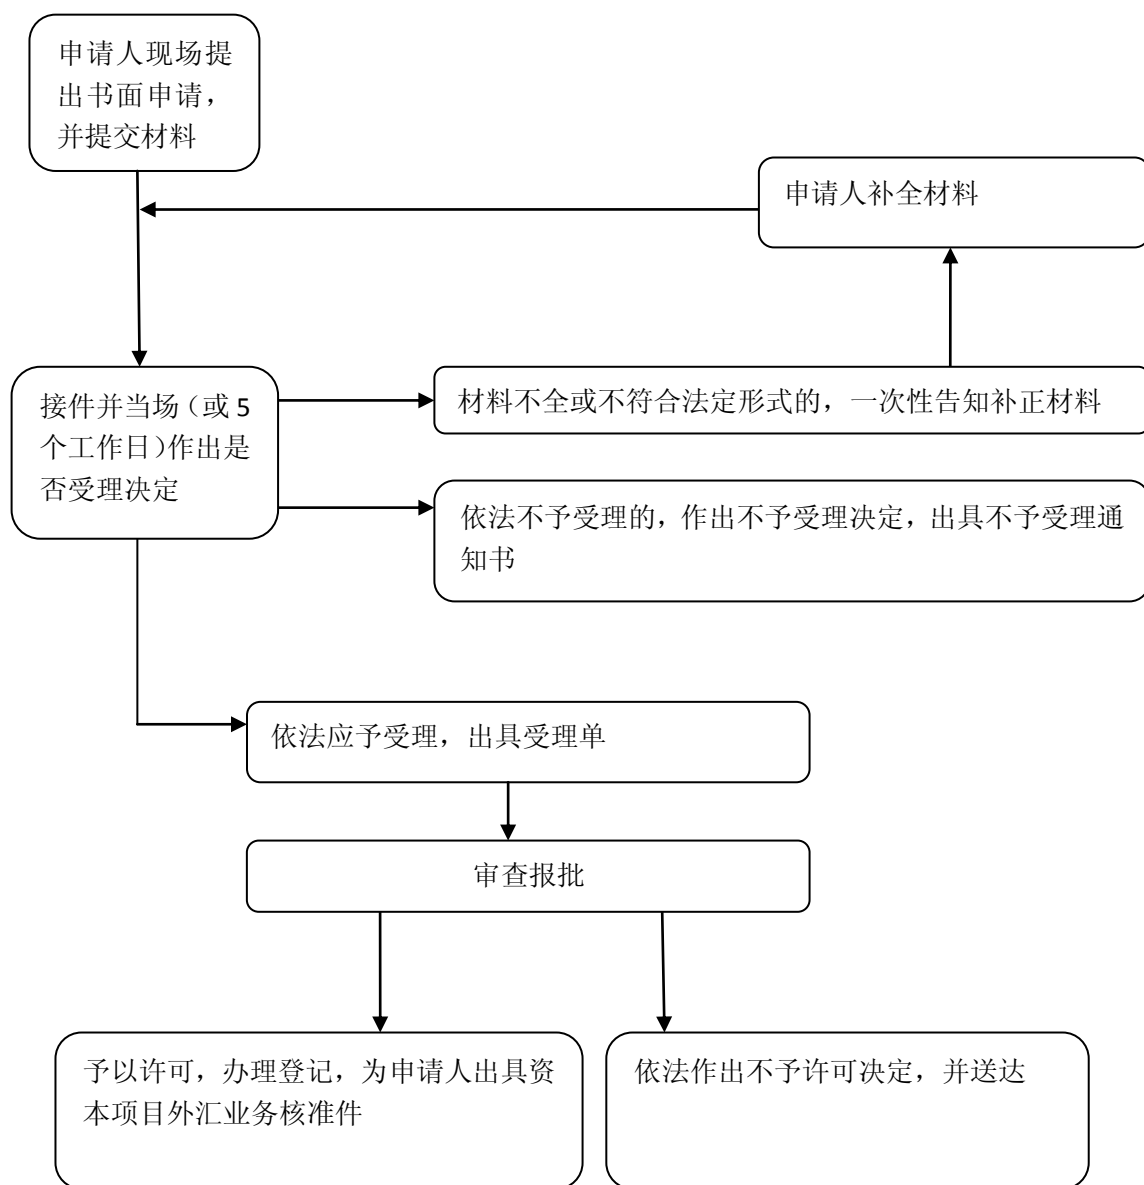 申请人现场提
出书面申请，
并提交材料
申请人补全材料
接件并当场（或 5
个工作日）作出是
否受理决定
材料不全或不符合法定形式的，一次性告知补正材料
依法不予受理的，作出不予受理决定，出具不予受理通
知书
依法应予受理，出具受理单
审查报批
予以许可，办理登记，为申请人出具资
本项目外汇业务核准件
依法作出不予许可决定，并送达